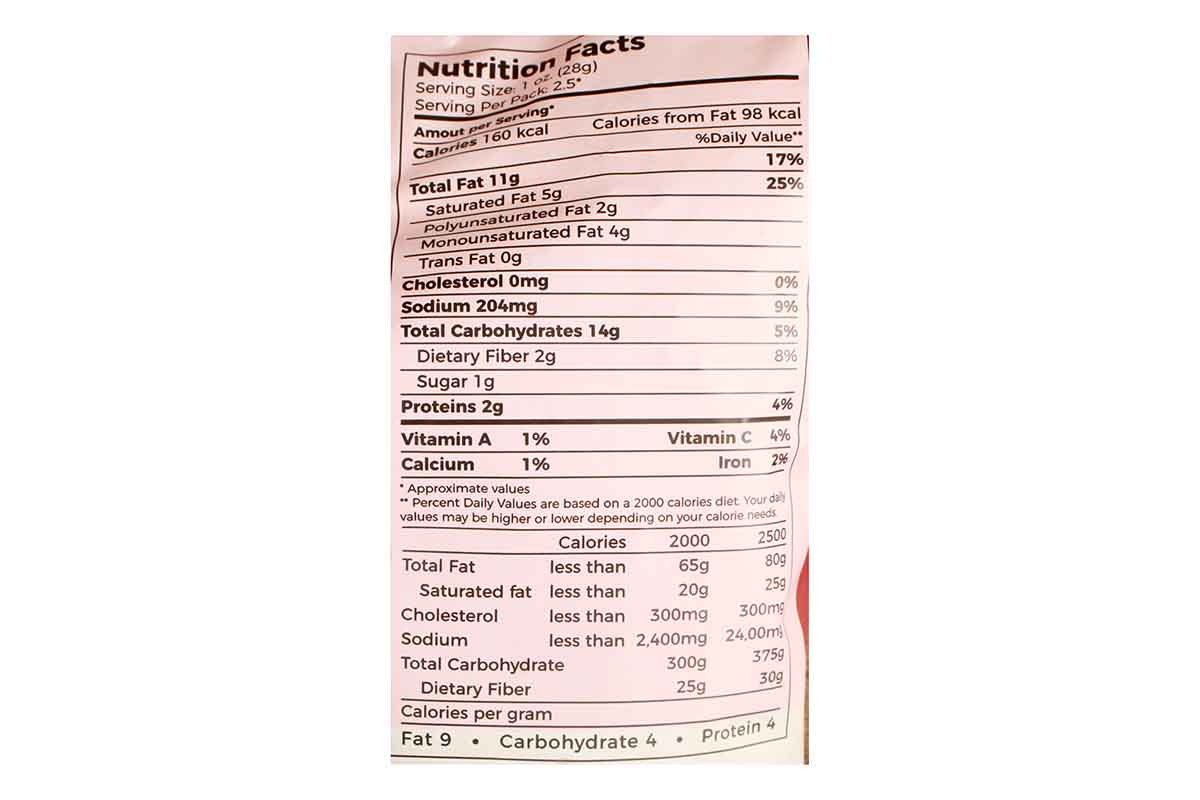 Nutrition Facts
Serving Size: 1 oz. (28g)
Serving Per Pack: 2.5*
Amout per Serving*
Calories 160 kcal Calories from Fat 98 kcal
%Daily Value**
Total Fat 11g 17%
Saturated Fat 5g 25%
Polyunsaturated Fat 2g
Monounsaturated Fat 4g
Trans Fat 0g
Cholesterol 0mg 0%
Sodium 204mg 9%
Total Carbohydrates 14g 5%
Dietary Fiber 2g 8%
Sugar 1g
Proteins 2g 4%
Vitamin A 1% Vitamin C 4%
Calcium 1% Iron 2%
* Approximate values
** Percent Daily Values are based on a 2000 calories diet. Your daily
values may be higher or lower depending on your calorie needs.
Calories 2000 2500
Total Fat less than 65g 80g
Saturated fat less than 20g 25g
Cholesterol less than 300mg 300mg
Sodium less than 2,400mg 24,00mg
Total Carbohydrate 300g 375g
Dietary Fiber 25g 30g
Calories per gram
Fat 9 • Carbohydrate 4 • Protein 4